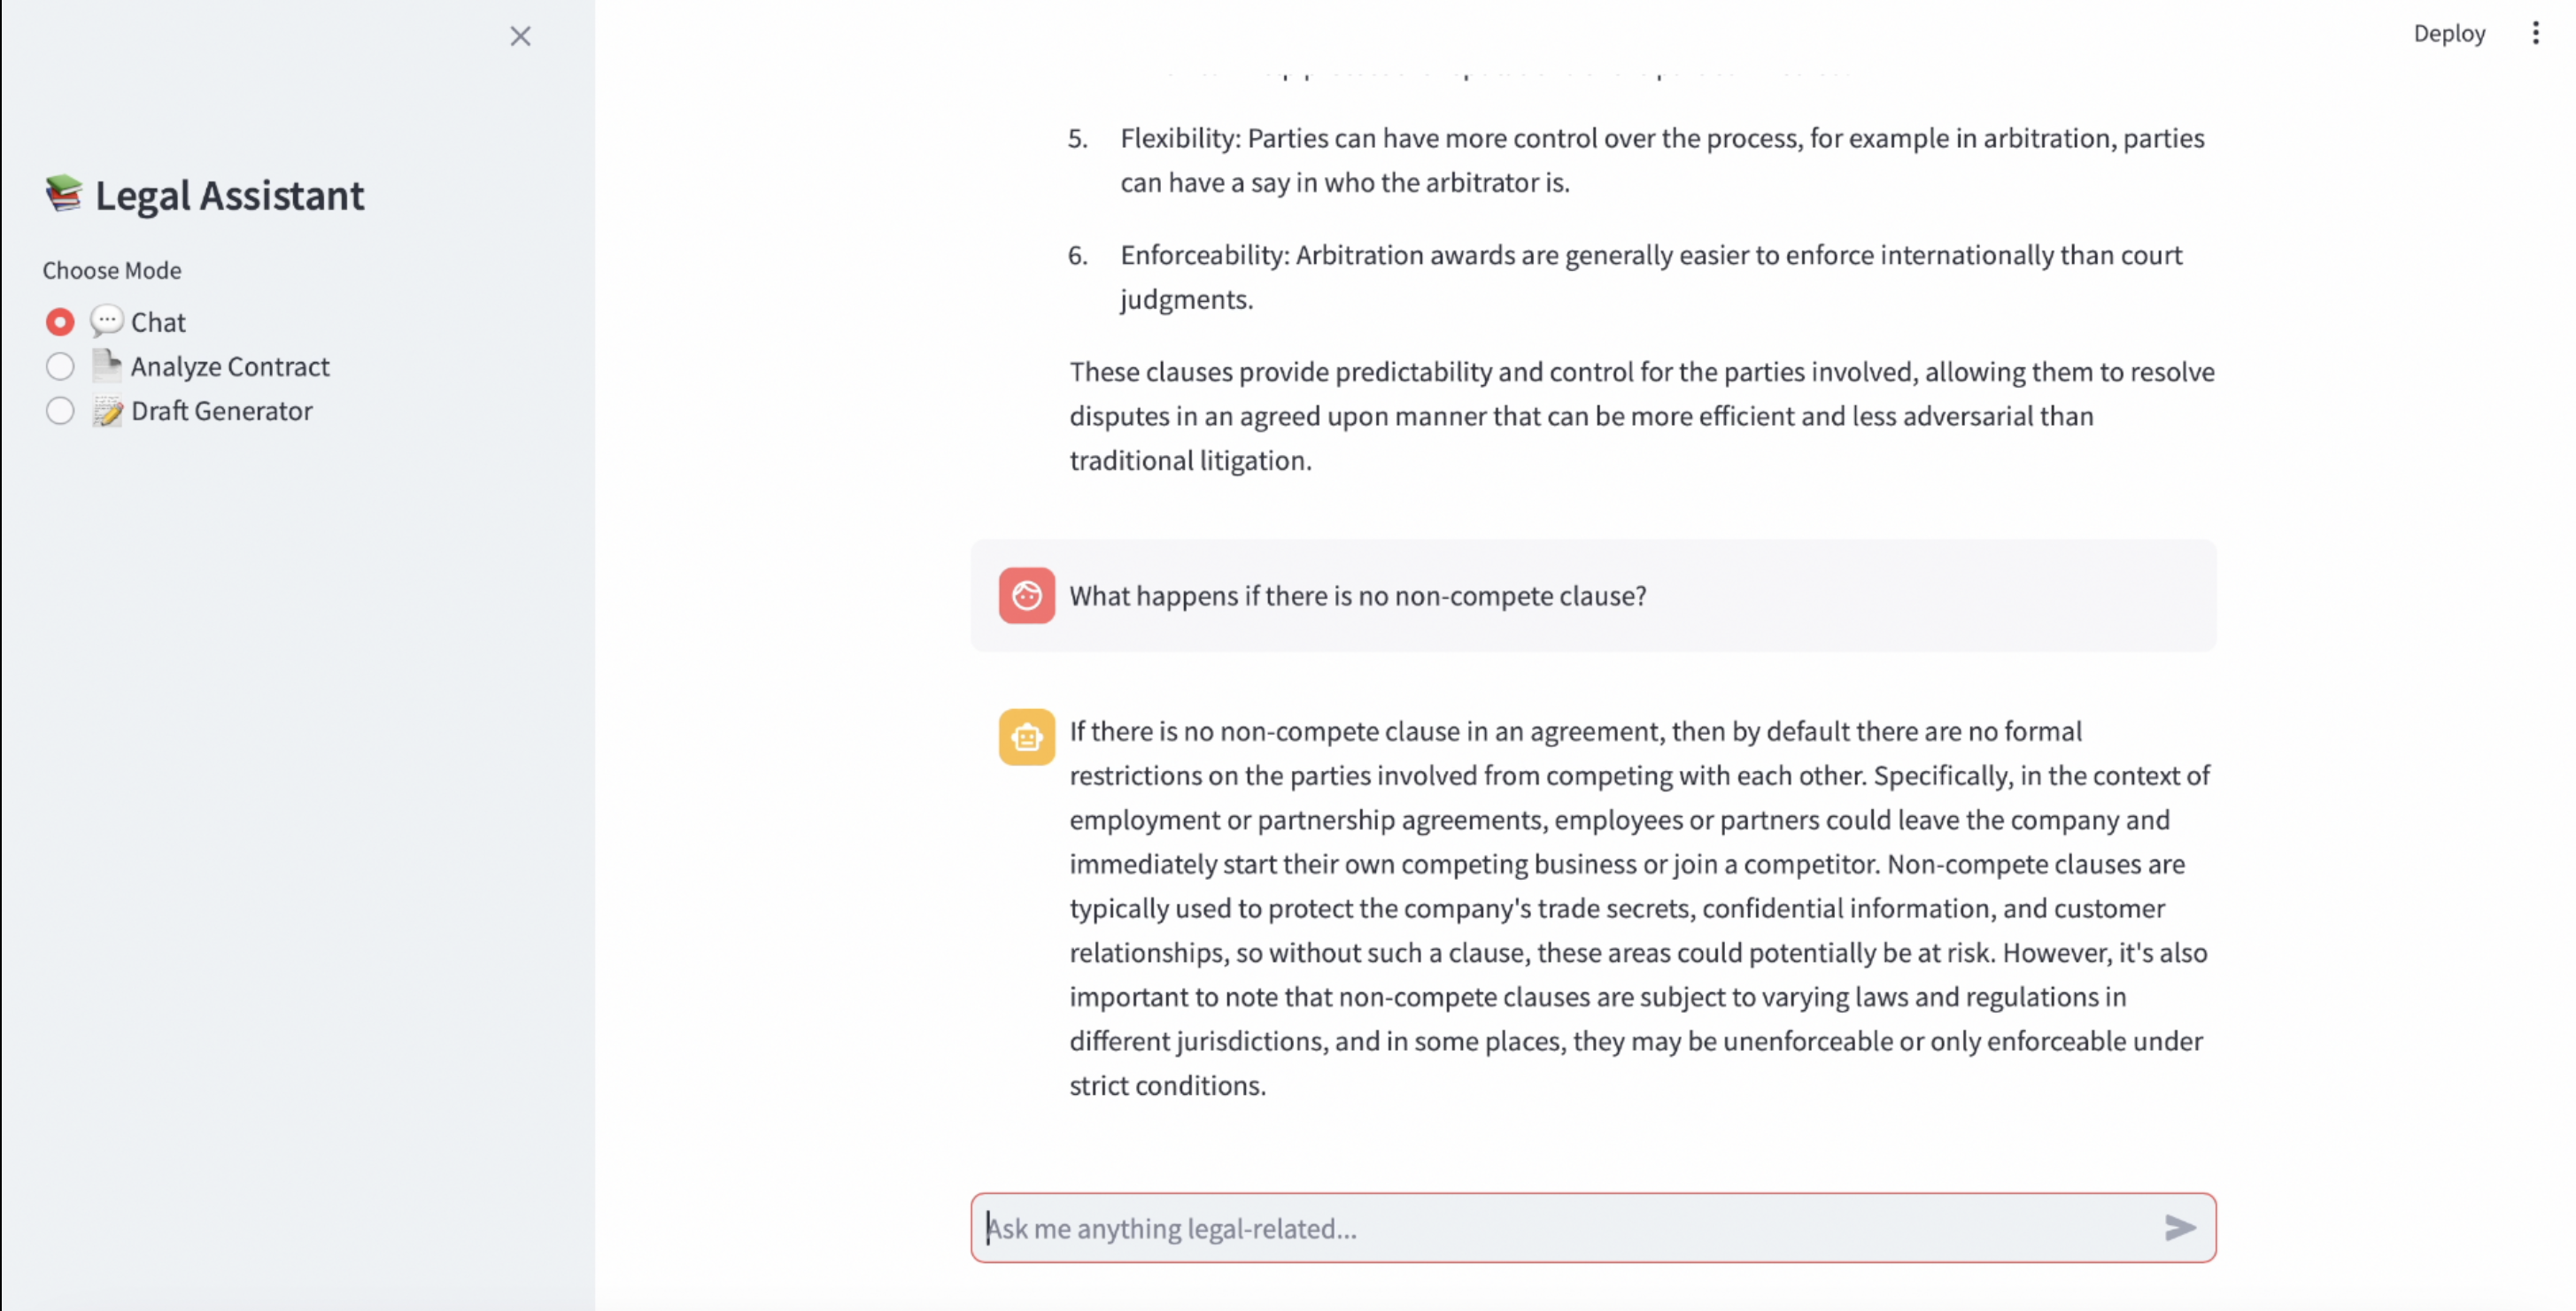 Deploy
Legal Assistant
Choose Mode
Chat
Analyze Contract
Draft Generator
5. Flexibility: Parties can have more control over the process, for example in arbitration, parties
can have a say in who the arbitrator is.
6. Enforceability: Arbitration awards are generally easier to enforce internationally than court
judgments.
These clauses provide predictability and control for the parties involved, allowing them to resolve
disputes in an agreed upon manner that can be more efficient and less adversarial than
traditional litigation.
What happens if there is no non-compete clause?
If there is no non-compete clause in an agreement, then by default there are no formal
restrictions on the parties involved from competing with each other. Specifically, in the context of
employment or partnership agreements, employees or partners could leave the company and
immediately start their own competing business or join a competitor. Non-compete clauses are
typically used to protect the company's trade secrets, confidential information, and customer
relationships, so without such a clause, these areas could potentially be at risk. However, it's also
important to note that non-compete clauses are subject to varying laws and regulations in
different jurisdictions, and in some places, they may be unenforceable or only enforceable under
strict conditions.
Ask me anything legal-related...